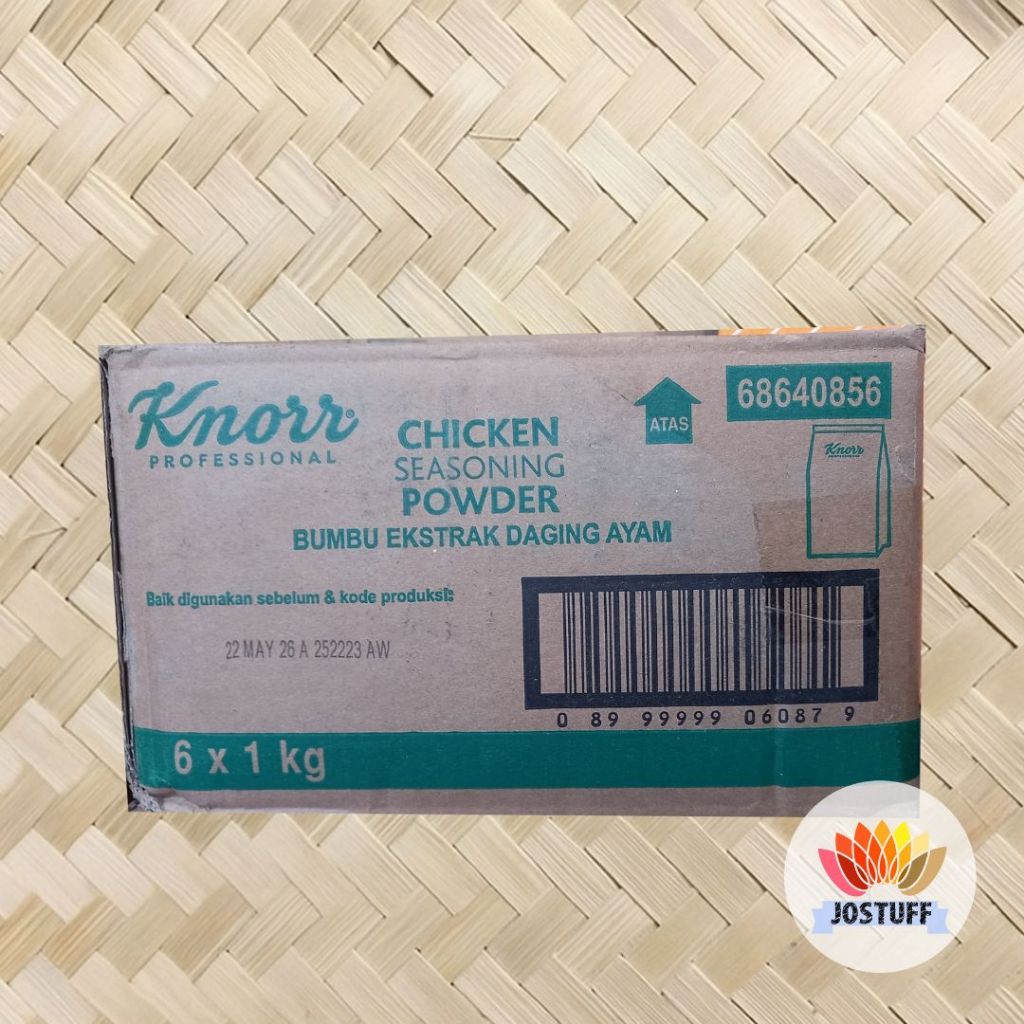 Knorr®
PROFESSIONAL
CHICKEN
SEASONING
POWDER
BUMBU EKSTRAK DAGING AYAM
ATAS
68640856
Knorr
PROFESSIONAL
Baik digunakan sebelum & kode produksi:
22 MAY 26 A 252223 AW
0 89 99999 06087 9
6 x 1 kg
JOSTUFF